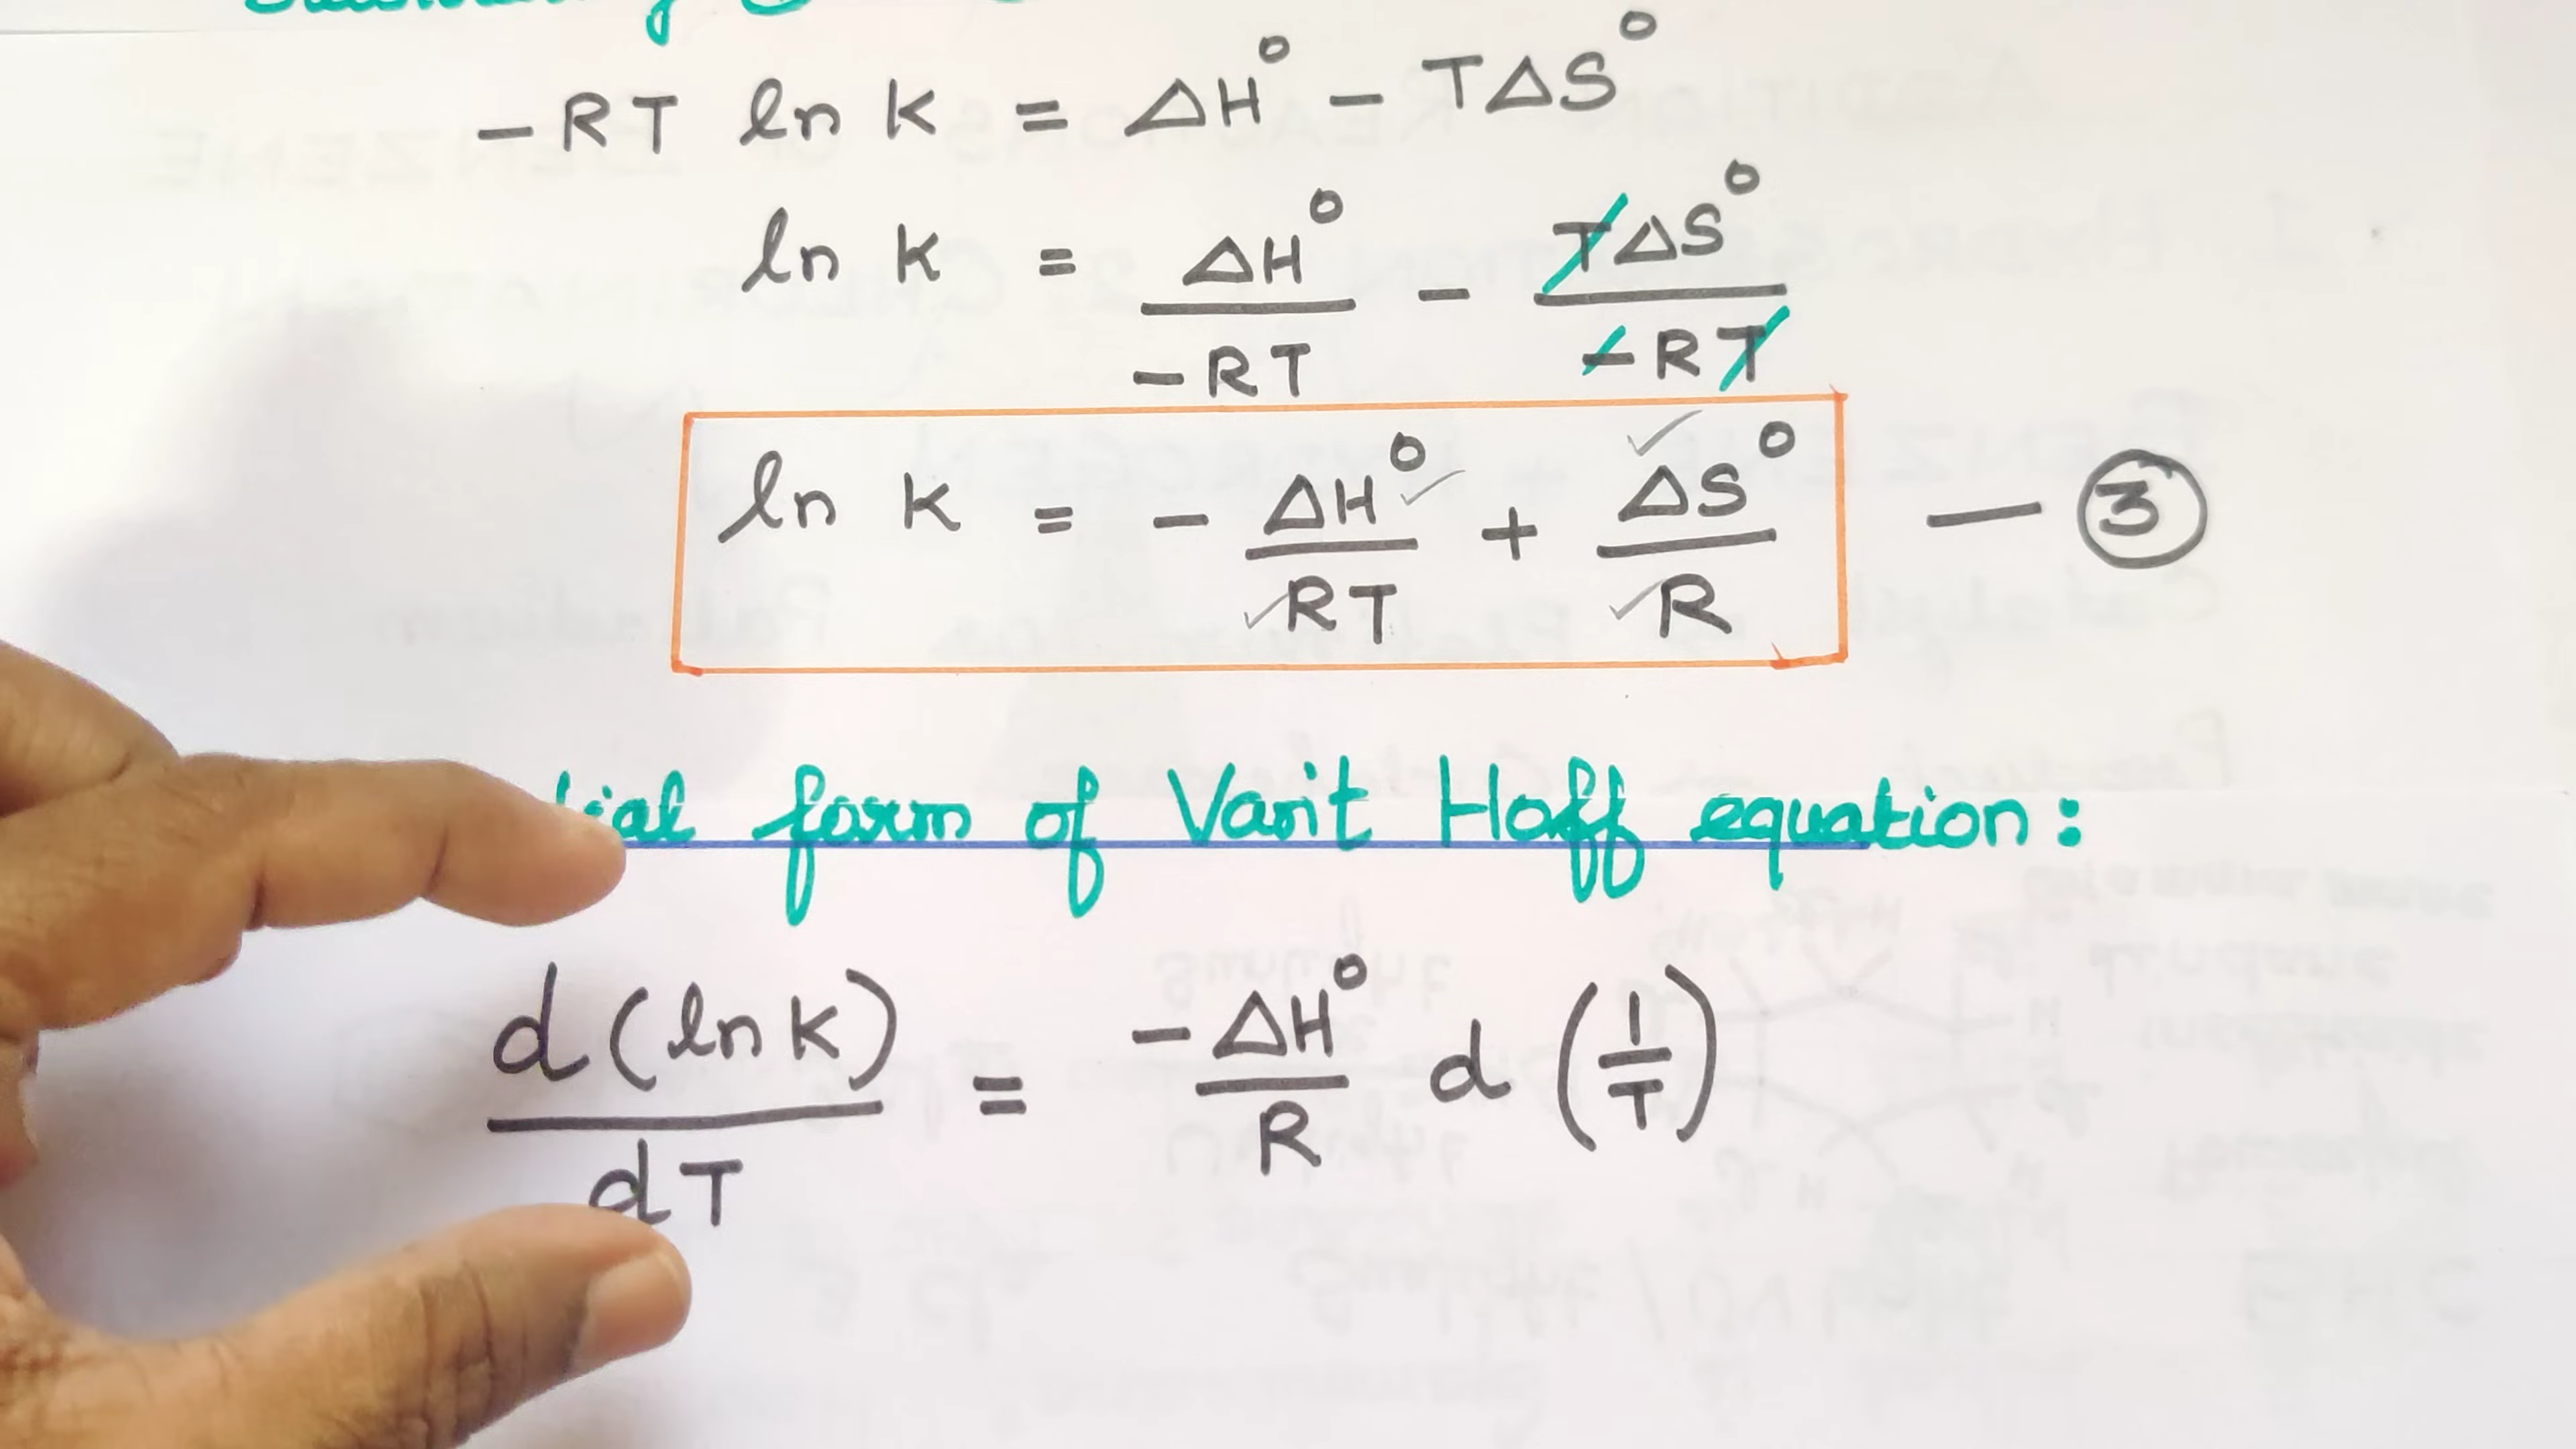 -RT ln K = ΔH° - TΔS°
ln K = ΔH°/-RT - TΔS°/-RT
ln K = - ΔH°/RT + ΔS°/R — ③
form of Vant Hoff equation:
d(ln K)/dT = -ΔH°/R d(1/T)